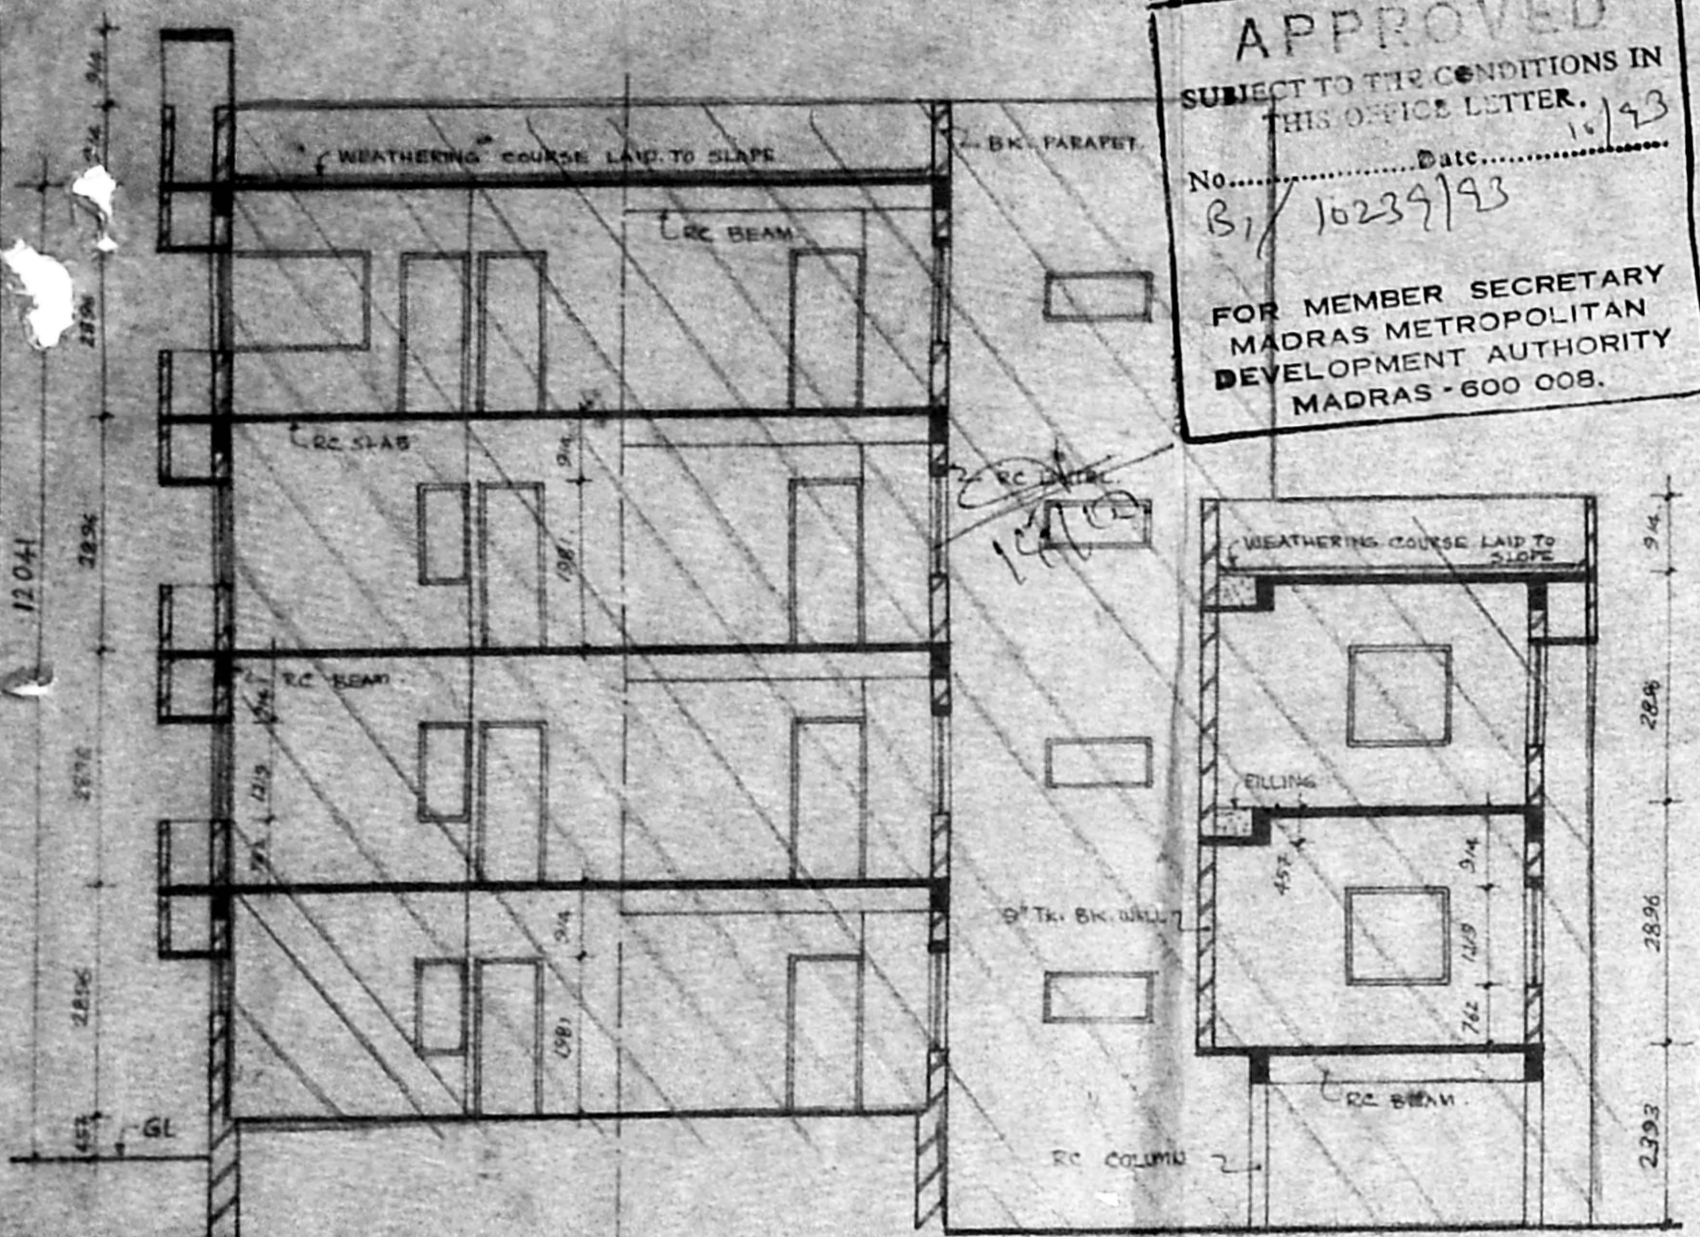 APPROVED
SUBJECT TO THE CONDITIONS IN
THIS OFFICE LETTER.
No.................Date.................
10/93
B1/ 10239/93
FOR MEMBER SECRETARY
MADRAS METROPOLITAN
DEVELOPMENT AUTHORITY
MADRAS - 600 008.
914
WEATHERING COURSE LAID TO SLOPE
BK. PARAPET.
RC BEAM
2896
RC SLAB
914
1981
2896
12041
RC BEAM.
1219
2896
914
1981
2896
457
GL
WEATHERING COURSE LAID TO
SLOPE
914
2896
FILLING
457
914
1219
762
2896
9" TK. BK. WALL
RC BEAM.
RC COLUMN
2393